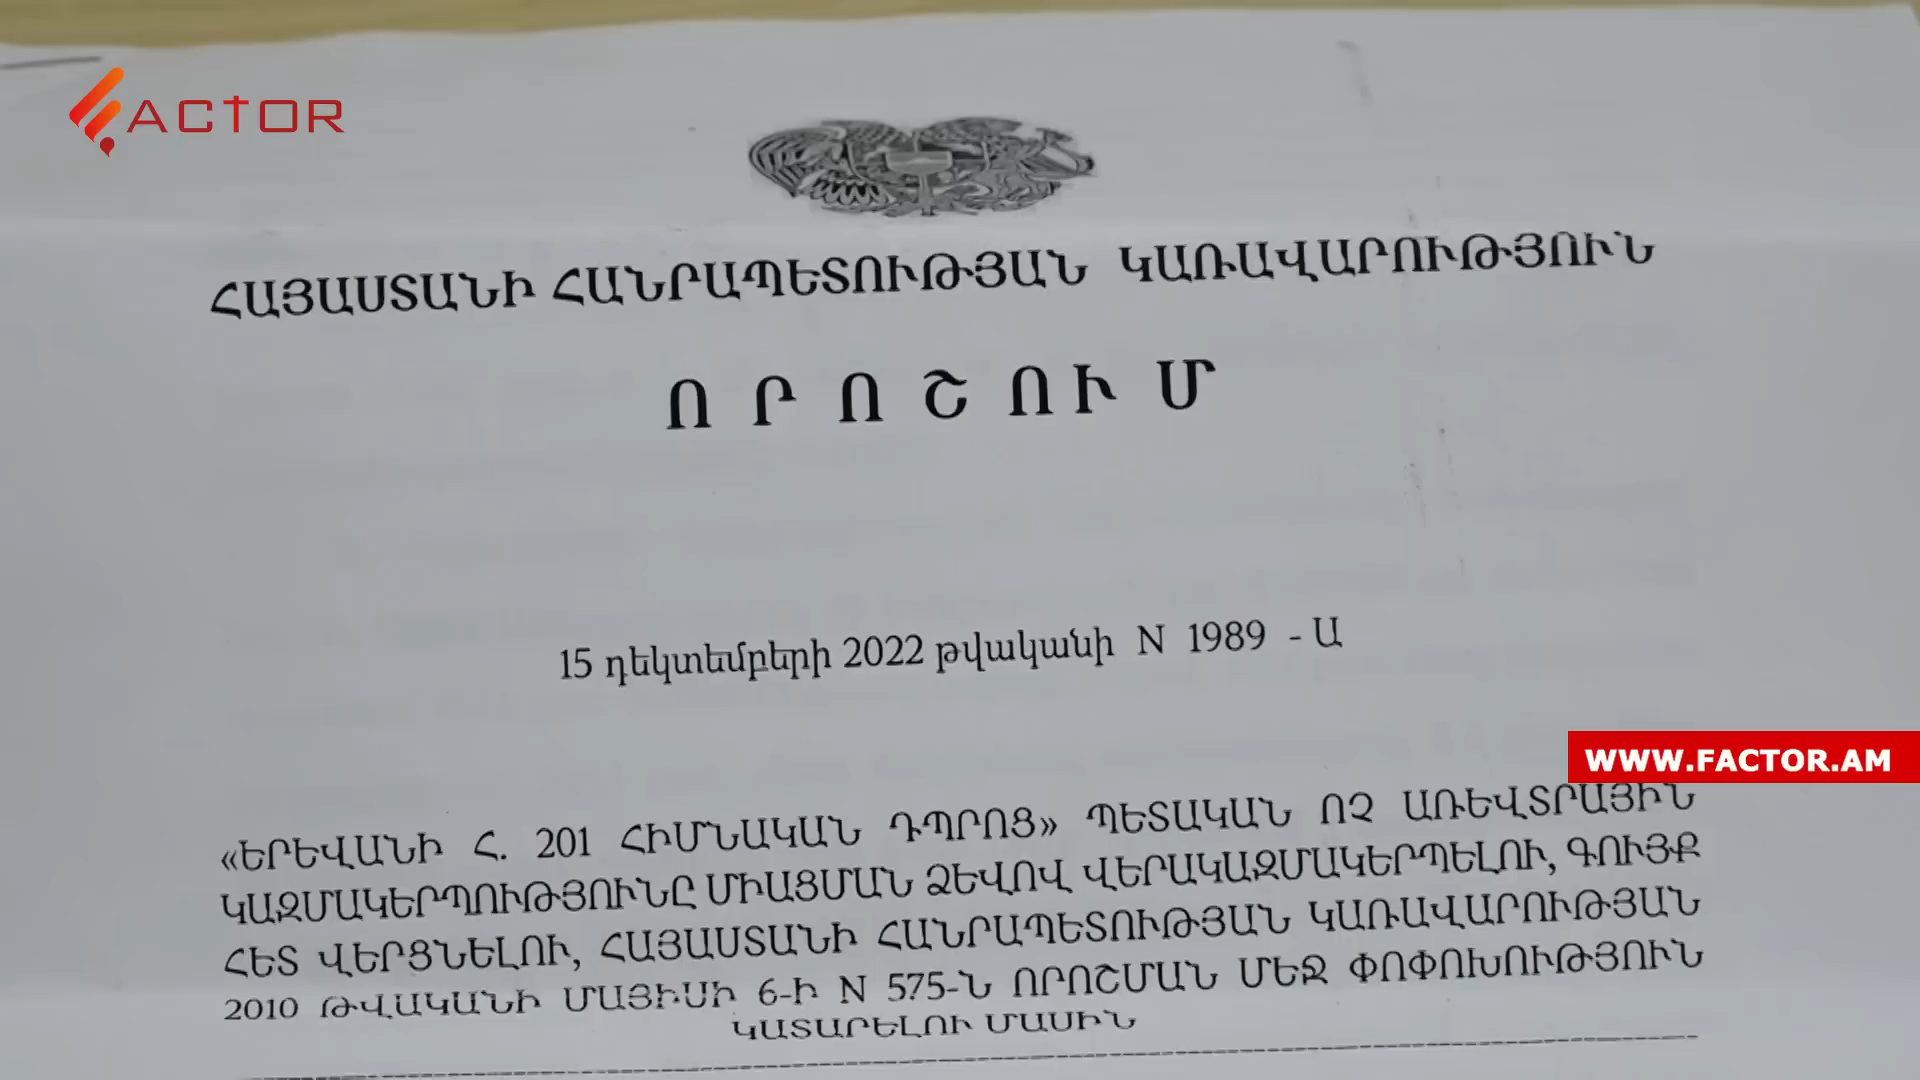 FACTOR
ՀԱՅԱՍՏԱՆԻ ՀԱՆՐԱՊԵՏՈՒԹՅԱՆ ԿԱՌԱՎԱՐՈՒԹՅՈՒՆ
Ո Ր Ո Շ ՈՒ Մ
15 դեկտեմբերի 2022 թվականի N 1989 - Ա
WWW.FACTOR.AM
«ԵՐԵՎԱՆԻ Հ. 201 ՀԻՄՆԱԿԱՆ ԴՊՐՈՑ» ՊԵՏԱԿԱՆ ՈՉ ԱՌԵՎՏՐԱՅԻՆ
ԿԱԶՄԱԿԵՐՊՈՒԹՅՈՒՆԸ ՄԻԱՑՄԱՆ ՁԵՎՈՎ ՎԵՐԱԿԱԶՄԱԿԵՐՊԵԼՈՒ, ԳՈՒՅՔ
ՀԵՏ ՎԵՐՑՆԵԼՈՒ, ՀԱՅԱՍՏԱՆԻ ՀԱՆՐԱՊԵՏՈՒԹՅԱՆ ԿԱՌԱՎԱՐՈՒԹՅԱՆ
2010 ԹՎԱԿԱՆԻ ՄԱՅԻՍԻ 6-Ի N 575-Ն ՈՐՈՇՄԱՆ ՄԵՋ ՓՈՓՈԽՈՒԹՅՈՒՆ
ԿԱՏԱՐԵԼՈՒ ՄԱՍԻՆ